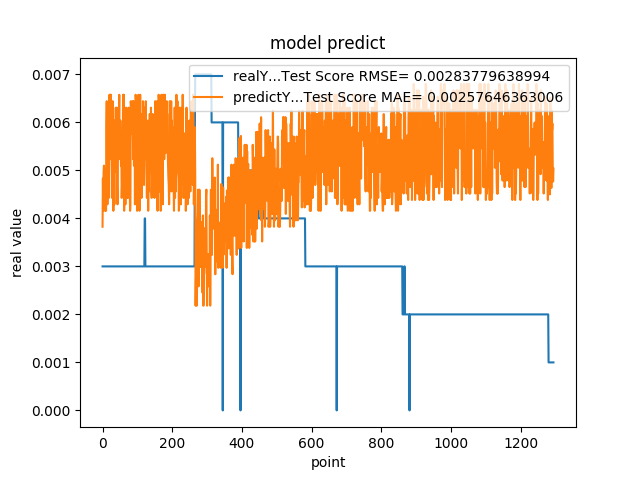 model predict
realY...Test Score RMSE= 0.00283779638994
predictY...Test Score MAE= 0.00257646363006
0.007
0.006
0.005
0.004
0.003
0.002
0.001
0.000
real value
0 200 400 600 800 1000 1200
point